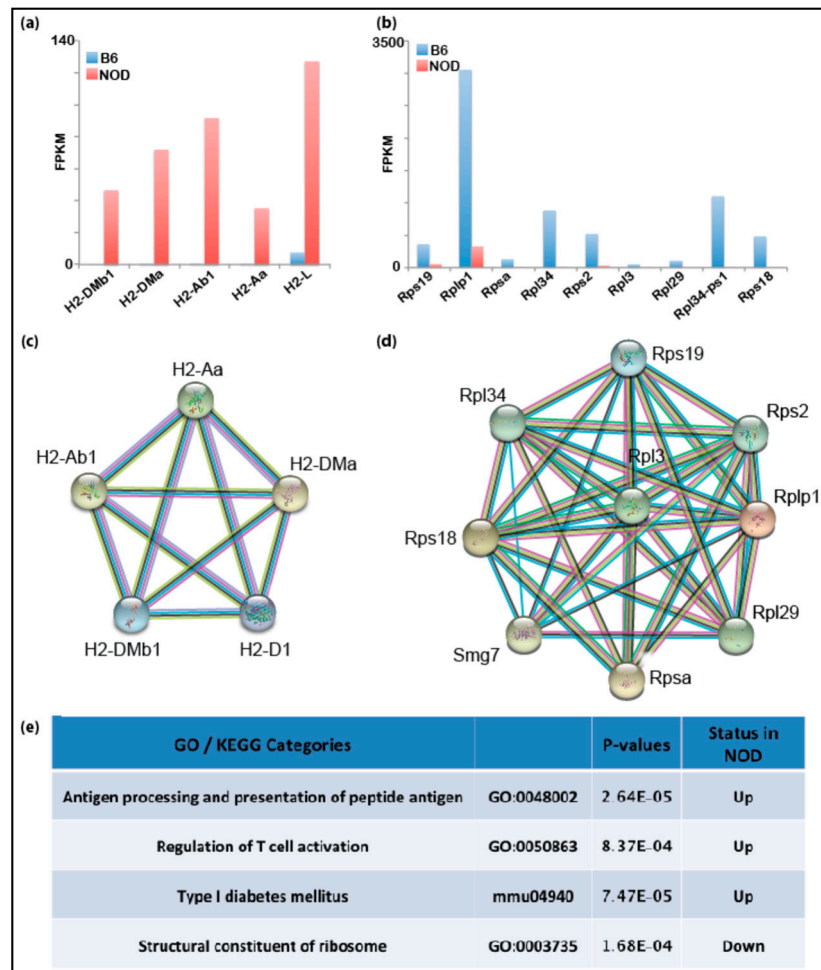 (a)
140
B6
NOD
FPKM
0
H2-DMb1
H2-DMa
H2-Ab1
H2-Aa
H2-L
(b)
3500
B6
NOD
FPKM
0
Rps19
Rplp1
Rpsa
Rpl34
Rps2
Rpl3
Rpl29
Rpl34-ps1
Rps18
(c)
H2-Aa
H2-Ab1
H2-DMa
H2-DMb1
H2-D1
(d)
Rps19
Rpl34
Rps2
Rpl3
Rplp1
Rps18
Rpl29
Smg7
Rpsa
(e)
GO / KEGG Categories P-values Status in
NOD
Antigen processing and presentation of peptide antigen GO:0048002 2.64E-05 Up
Regulation of T cell activation GO:0050863 8.37E-04 Up
Type I diabetes mellitus mmu04940 7.47E-05 Up
Structural constituent of ribosome GO:0003735 1.68E-04 Down